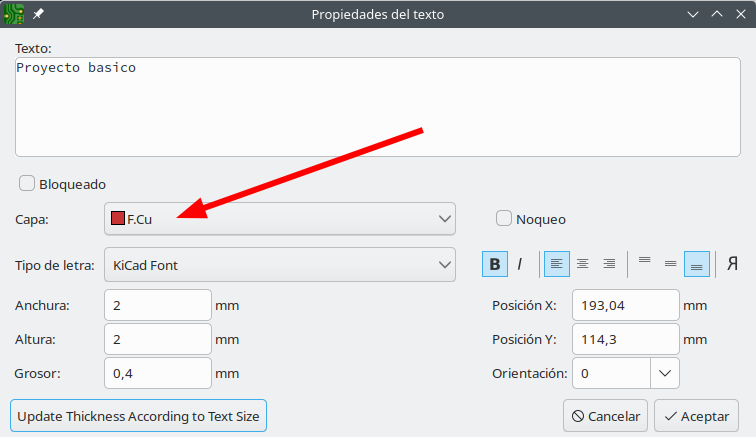 Propiedades del texto
Texto:
Proyecto basico
Bloqueado
Capa: F.Cu Noqueo
Tipo de letra: KiCad Font B I Я
Anchura: 2 mm Posición X: 193,04 mm
Altura: 2 mm Posición Y: 114,3 mm
Grosor: 0,4 mm Orientación: 0
Update Thickness According to Text Size Cancelar Aceptar